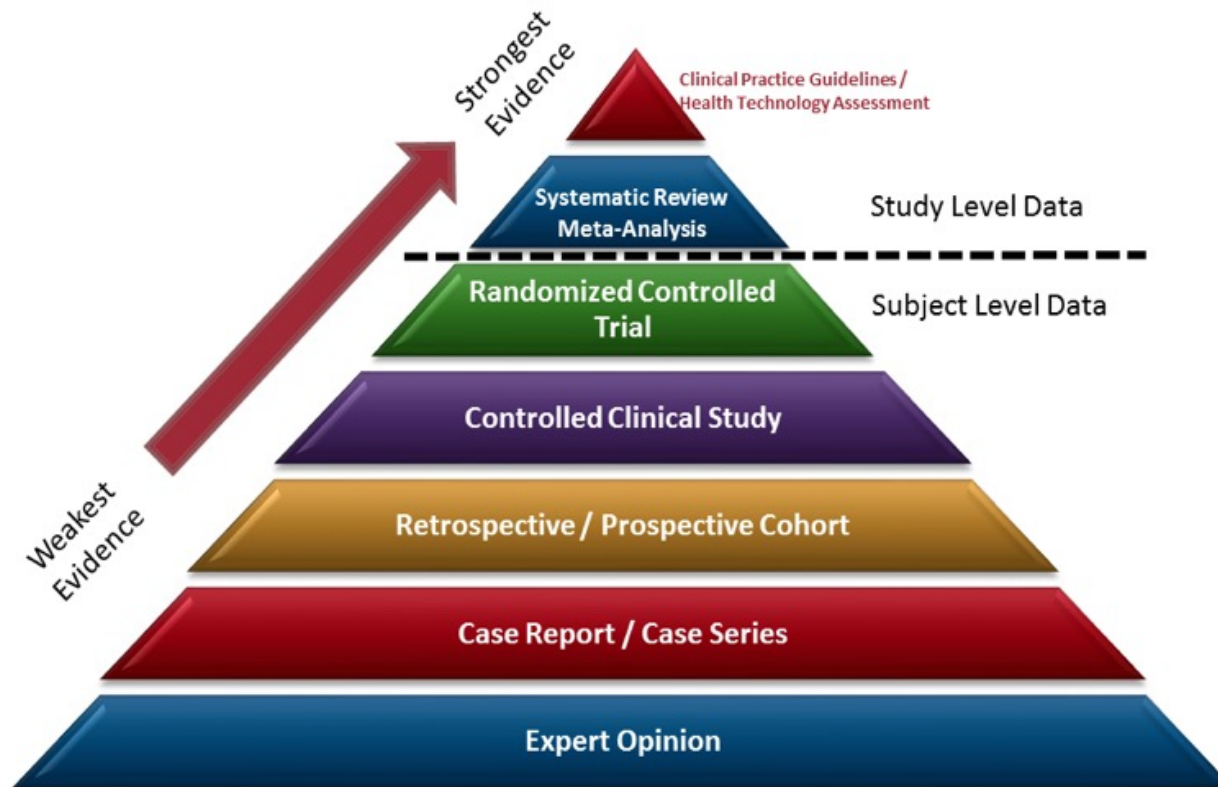 Strongest
Evidence
Clinical Practice Guidelines /
Health Technology Assessment
Systematic Review
Meta-Analysis
Study Level Data
Randomized Controlled
Trial
Subject Level Data
Controlled Clinical Study
Weakest
Evidence
Retrospective / Prospective Cohort
Case Report / Case Series
Expert Opinion